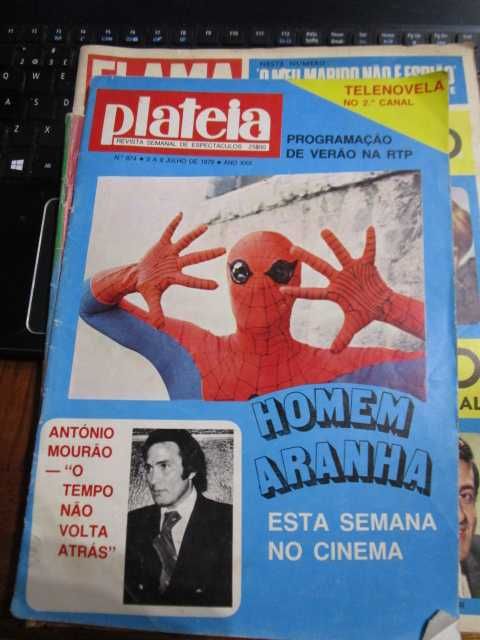 FLAMA
NESTE NÚMERO:
"O MEU MARIDO NÃO É ESPIÃO"
plateia
REVISTA SEMANAL DE ESPECTÁCULOS
TELENOVELA
NO 2.º CANAL
PROGRAMAÇÃO
DE VERÃO NA RTP
HOMEM
ARANHA
ESTA SEMANA
NO CINEMA
ANTÓNIO
MOURÃO
— "O
TEMPO
NÃO
VOLTA
ATRÁS"